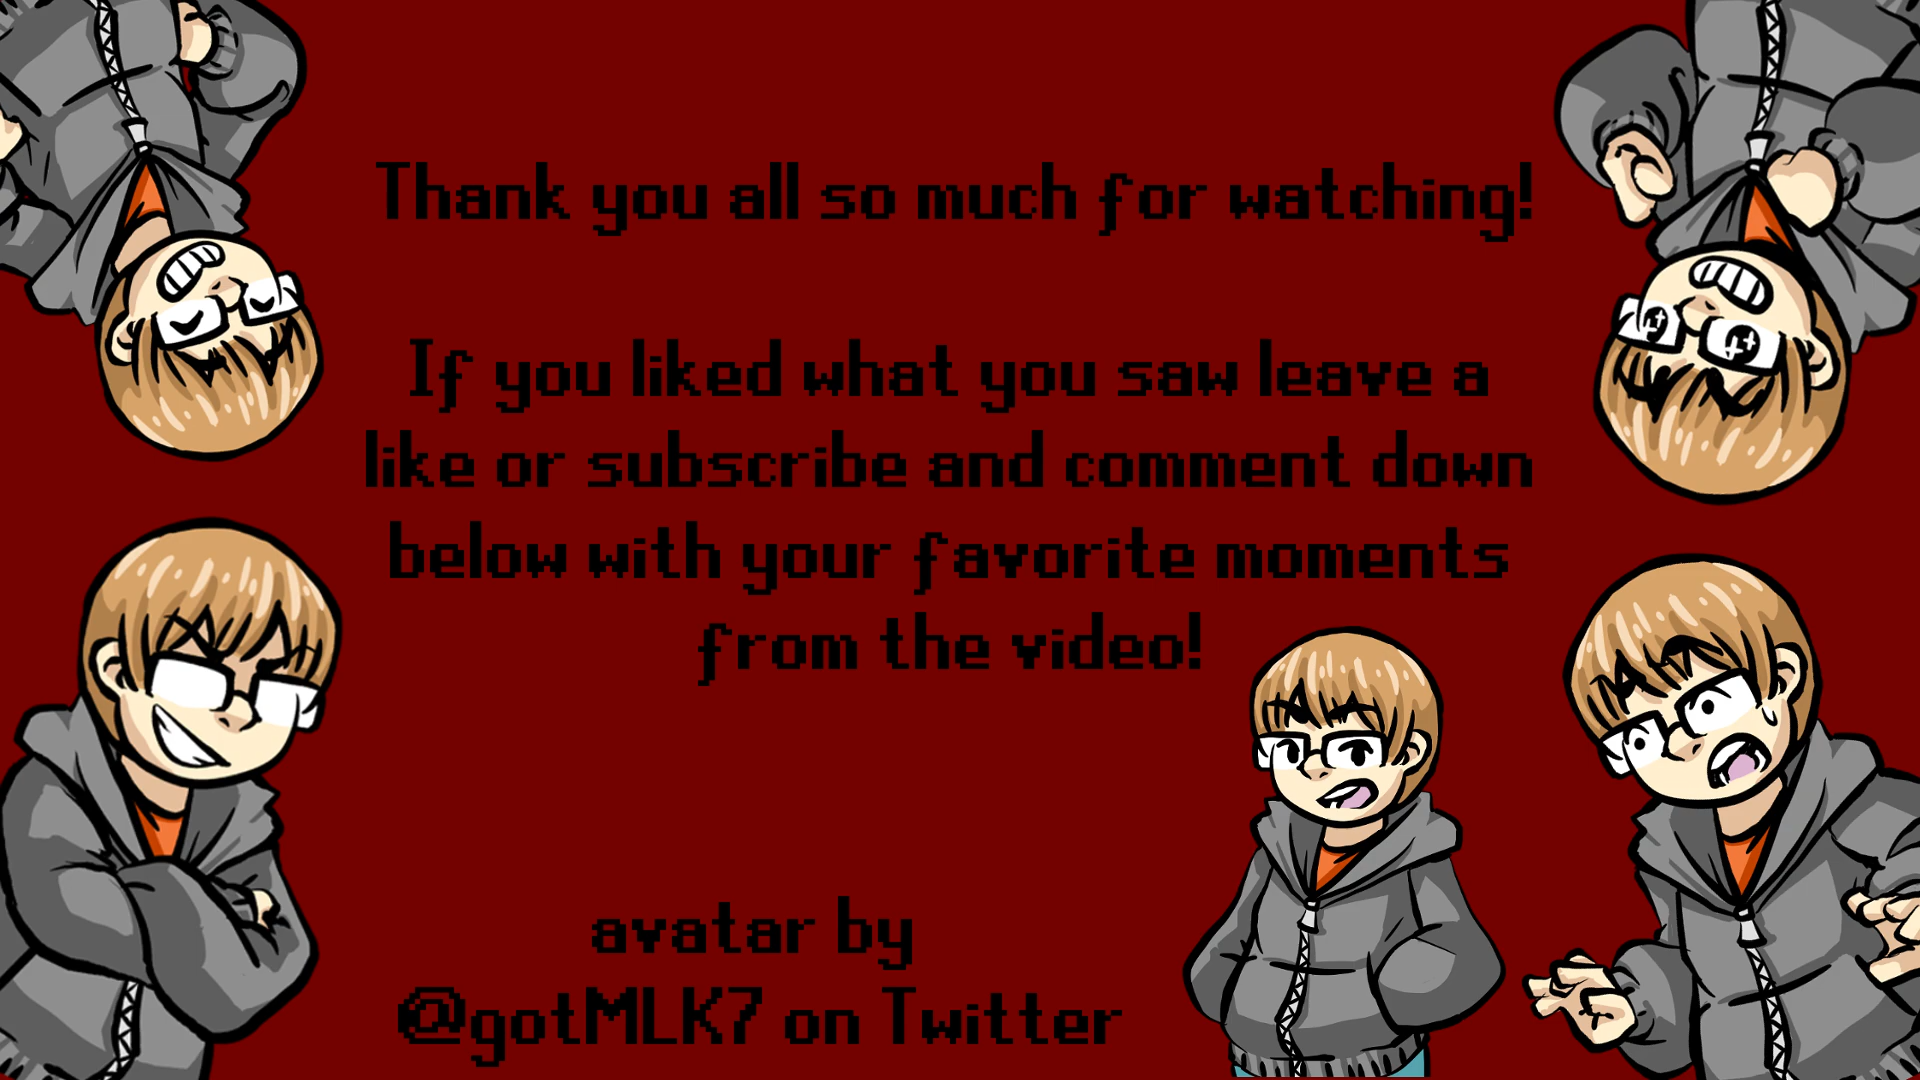 Thank you all so much for watching!
If you liked what you saw leave a
like or subscribe and comment down
below with your favorite moments
from the video!
avatar by
@gotMLK7 on Twitter